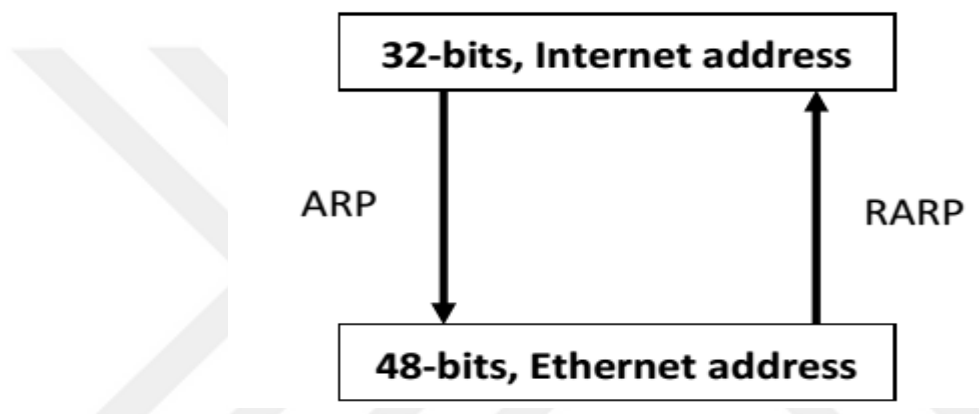 32-bits, Internet address
ARP
RARP
48-bits, Ethernet address